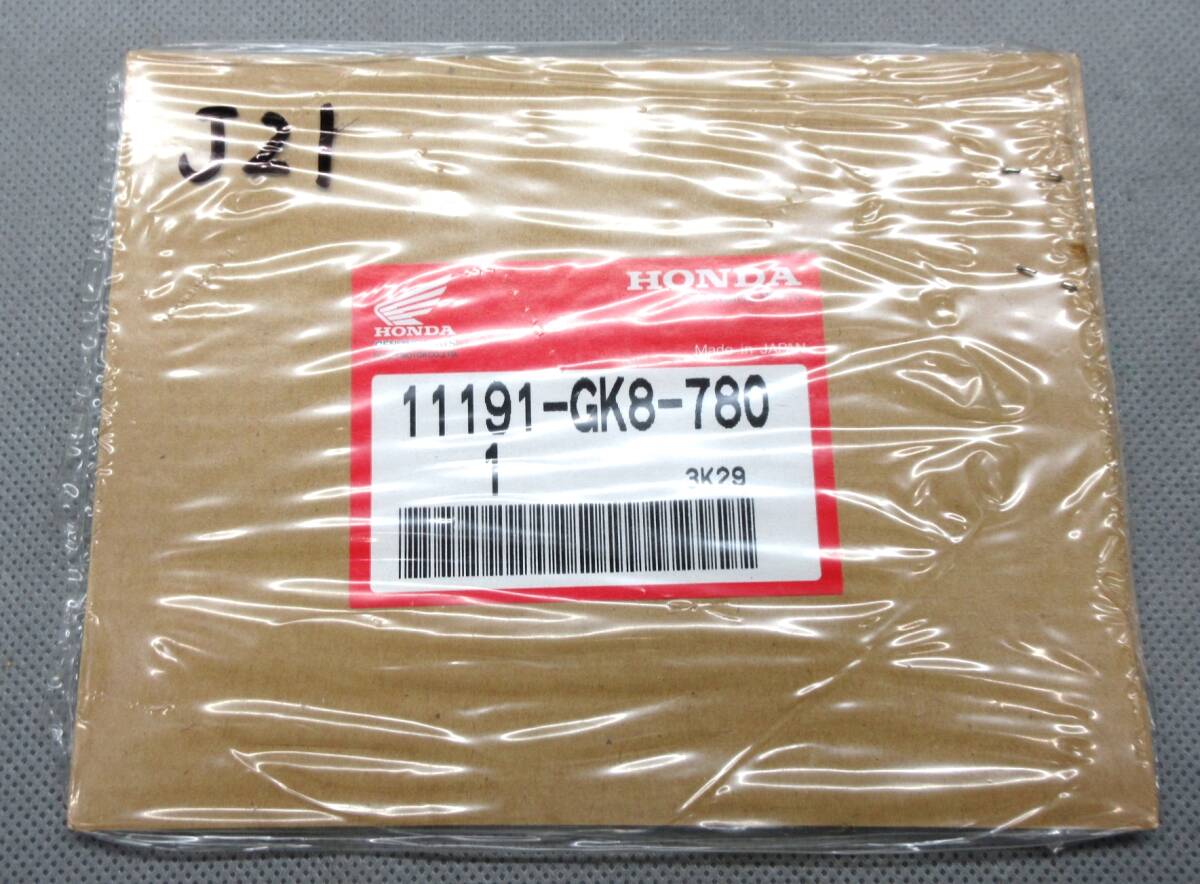 J21
HONDA
HONDA
Made in JAPAN
11191-GK8-780
1
3K29